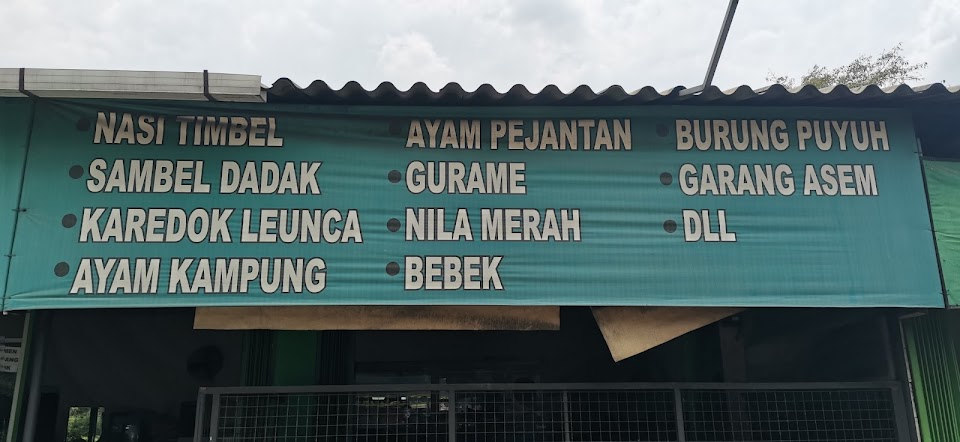 • NASI TIMBEL
• SAMBEL DADAK
• KAREDOK LEUNCA
• AYAM KAMPUNG
• AYAM PEJANTAN
• GURAME
• NILA MERAH
• BEBEK
• BURUNG PUYUH
• GARANG ASEM
• DLL